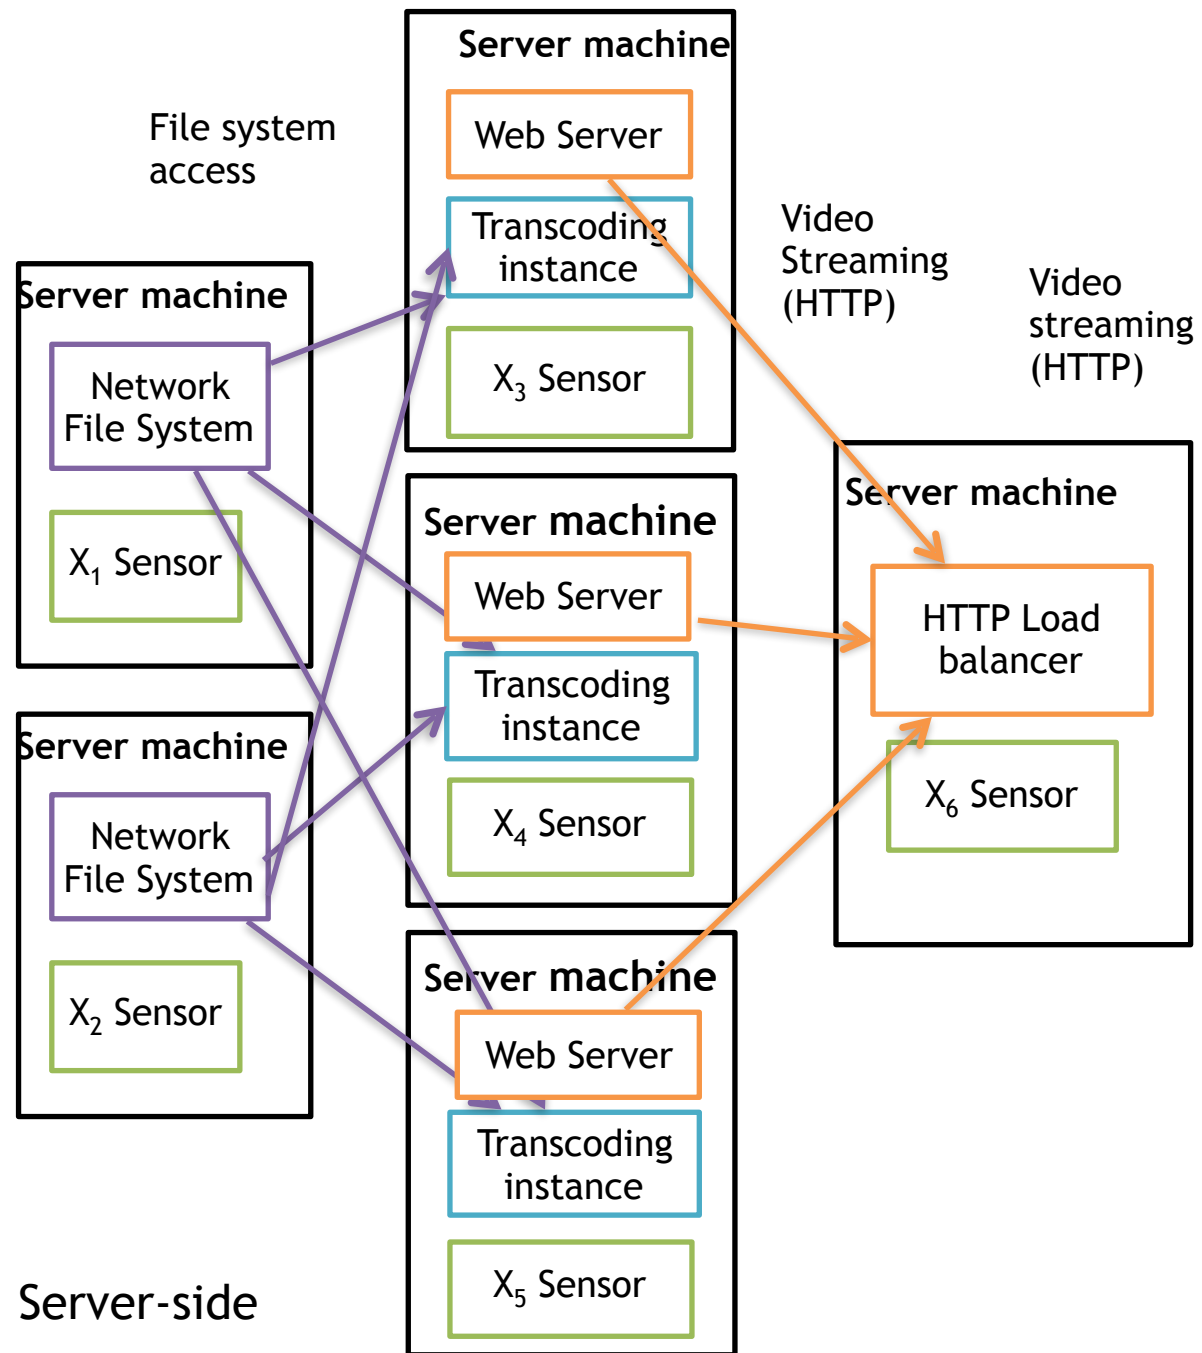 File system
access
Server machine
Network
File System
X₁ Sensor
Server machine
Network
File System
X₂ Sensor
Server-side
Server machine
Web Server
Transcoding
instance
X₃ Sensor
Server machine
Web Server
Transcoding
instance
X₄ Sensor
Server machine
Web Server
Transcoding
instance
X₅ Sensor
Video
Streaming
(HTTP)
Video
streaming
(HTTP)
Server machine
HTTP Load
balancer
X₆ Sensor